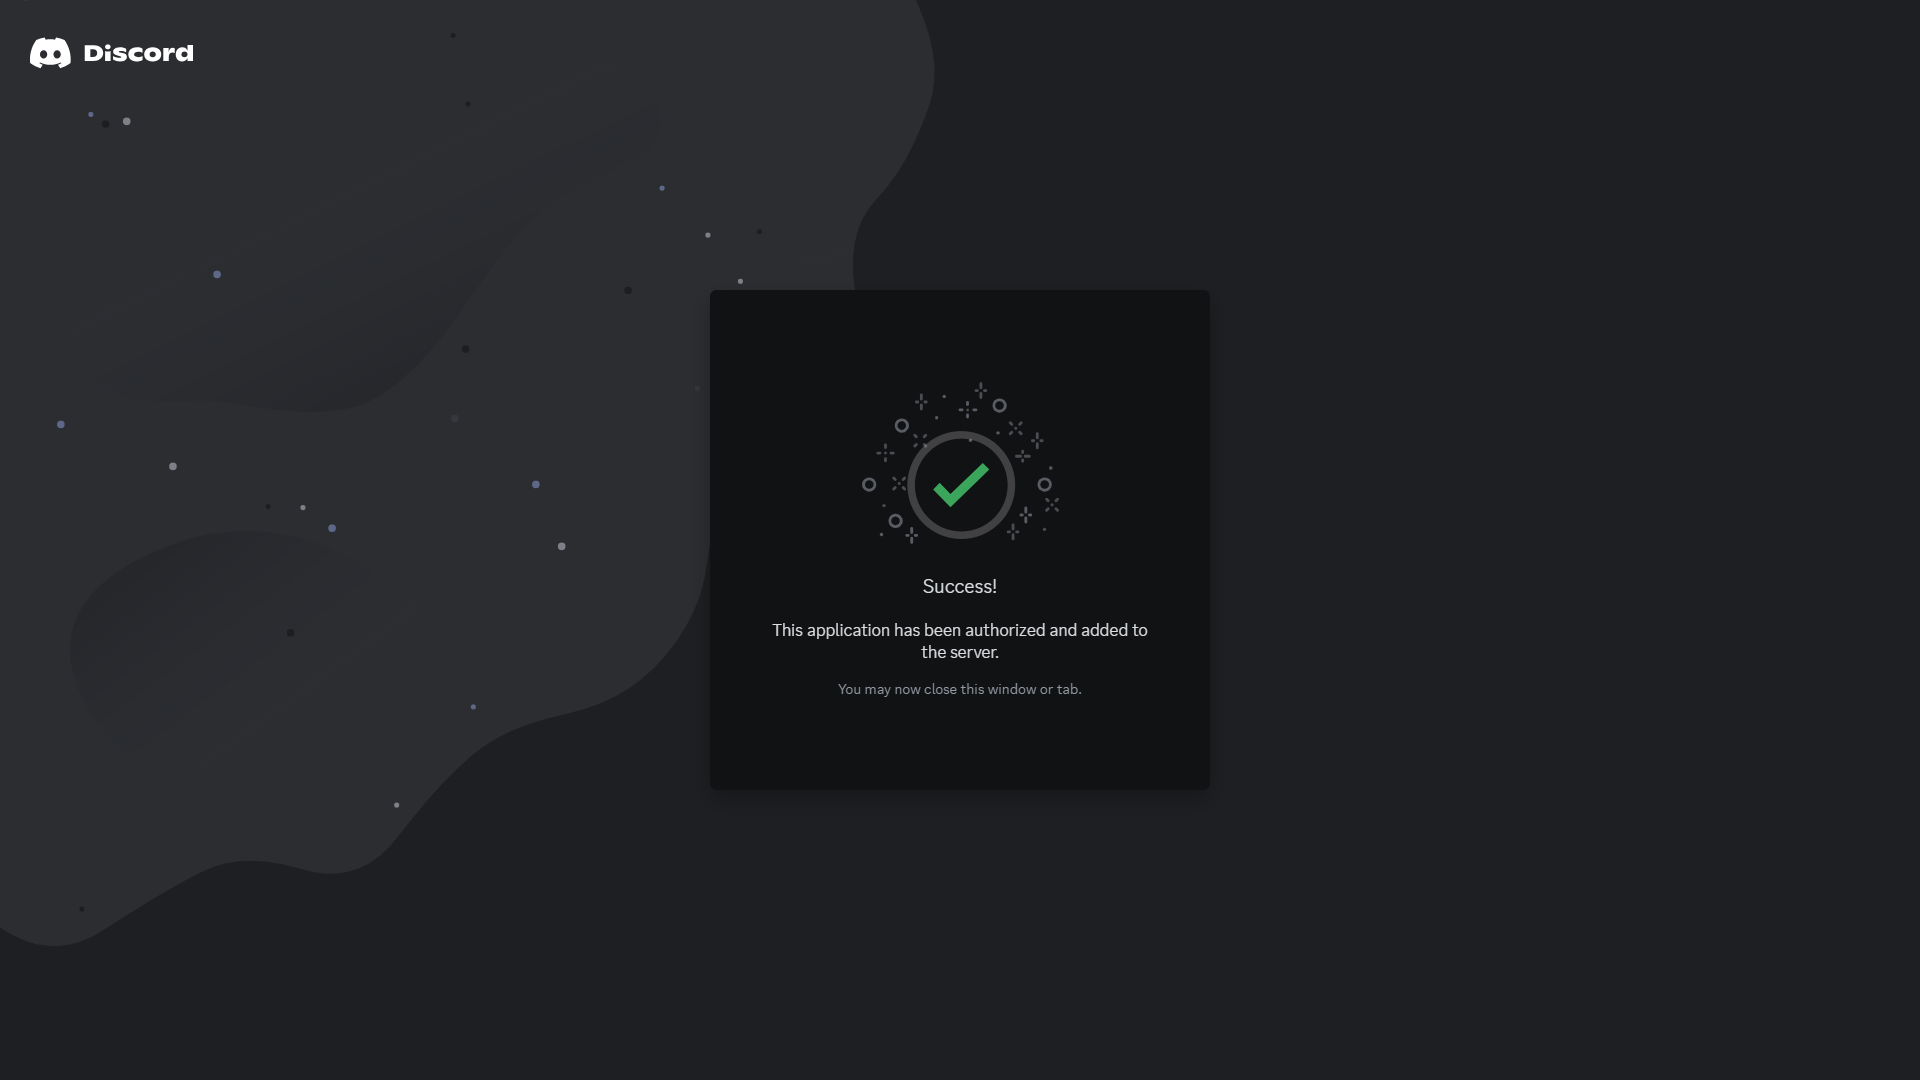 Discord
Success!
This application has been authorized and added to
the server.
You may now close this window or tab.